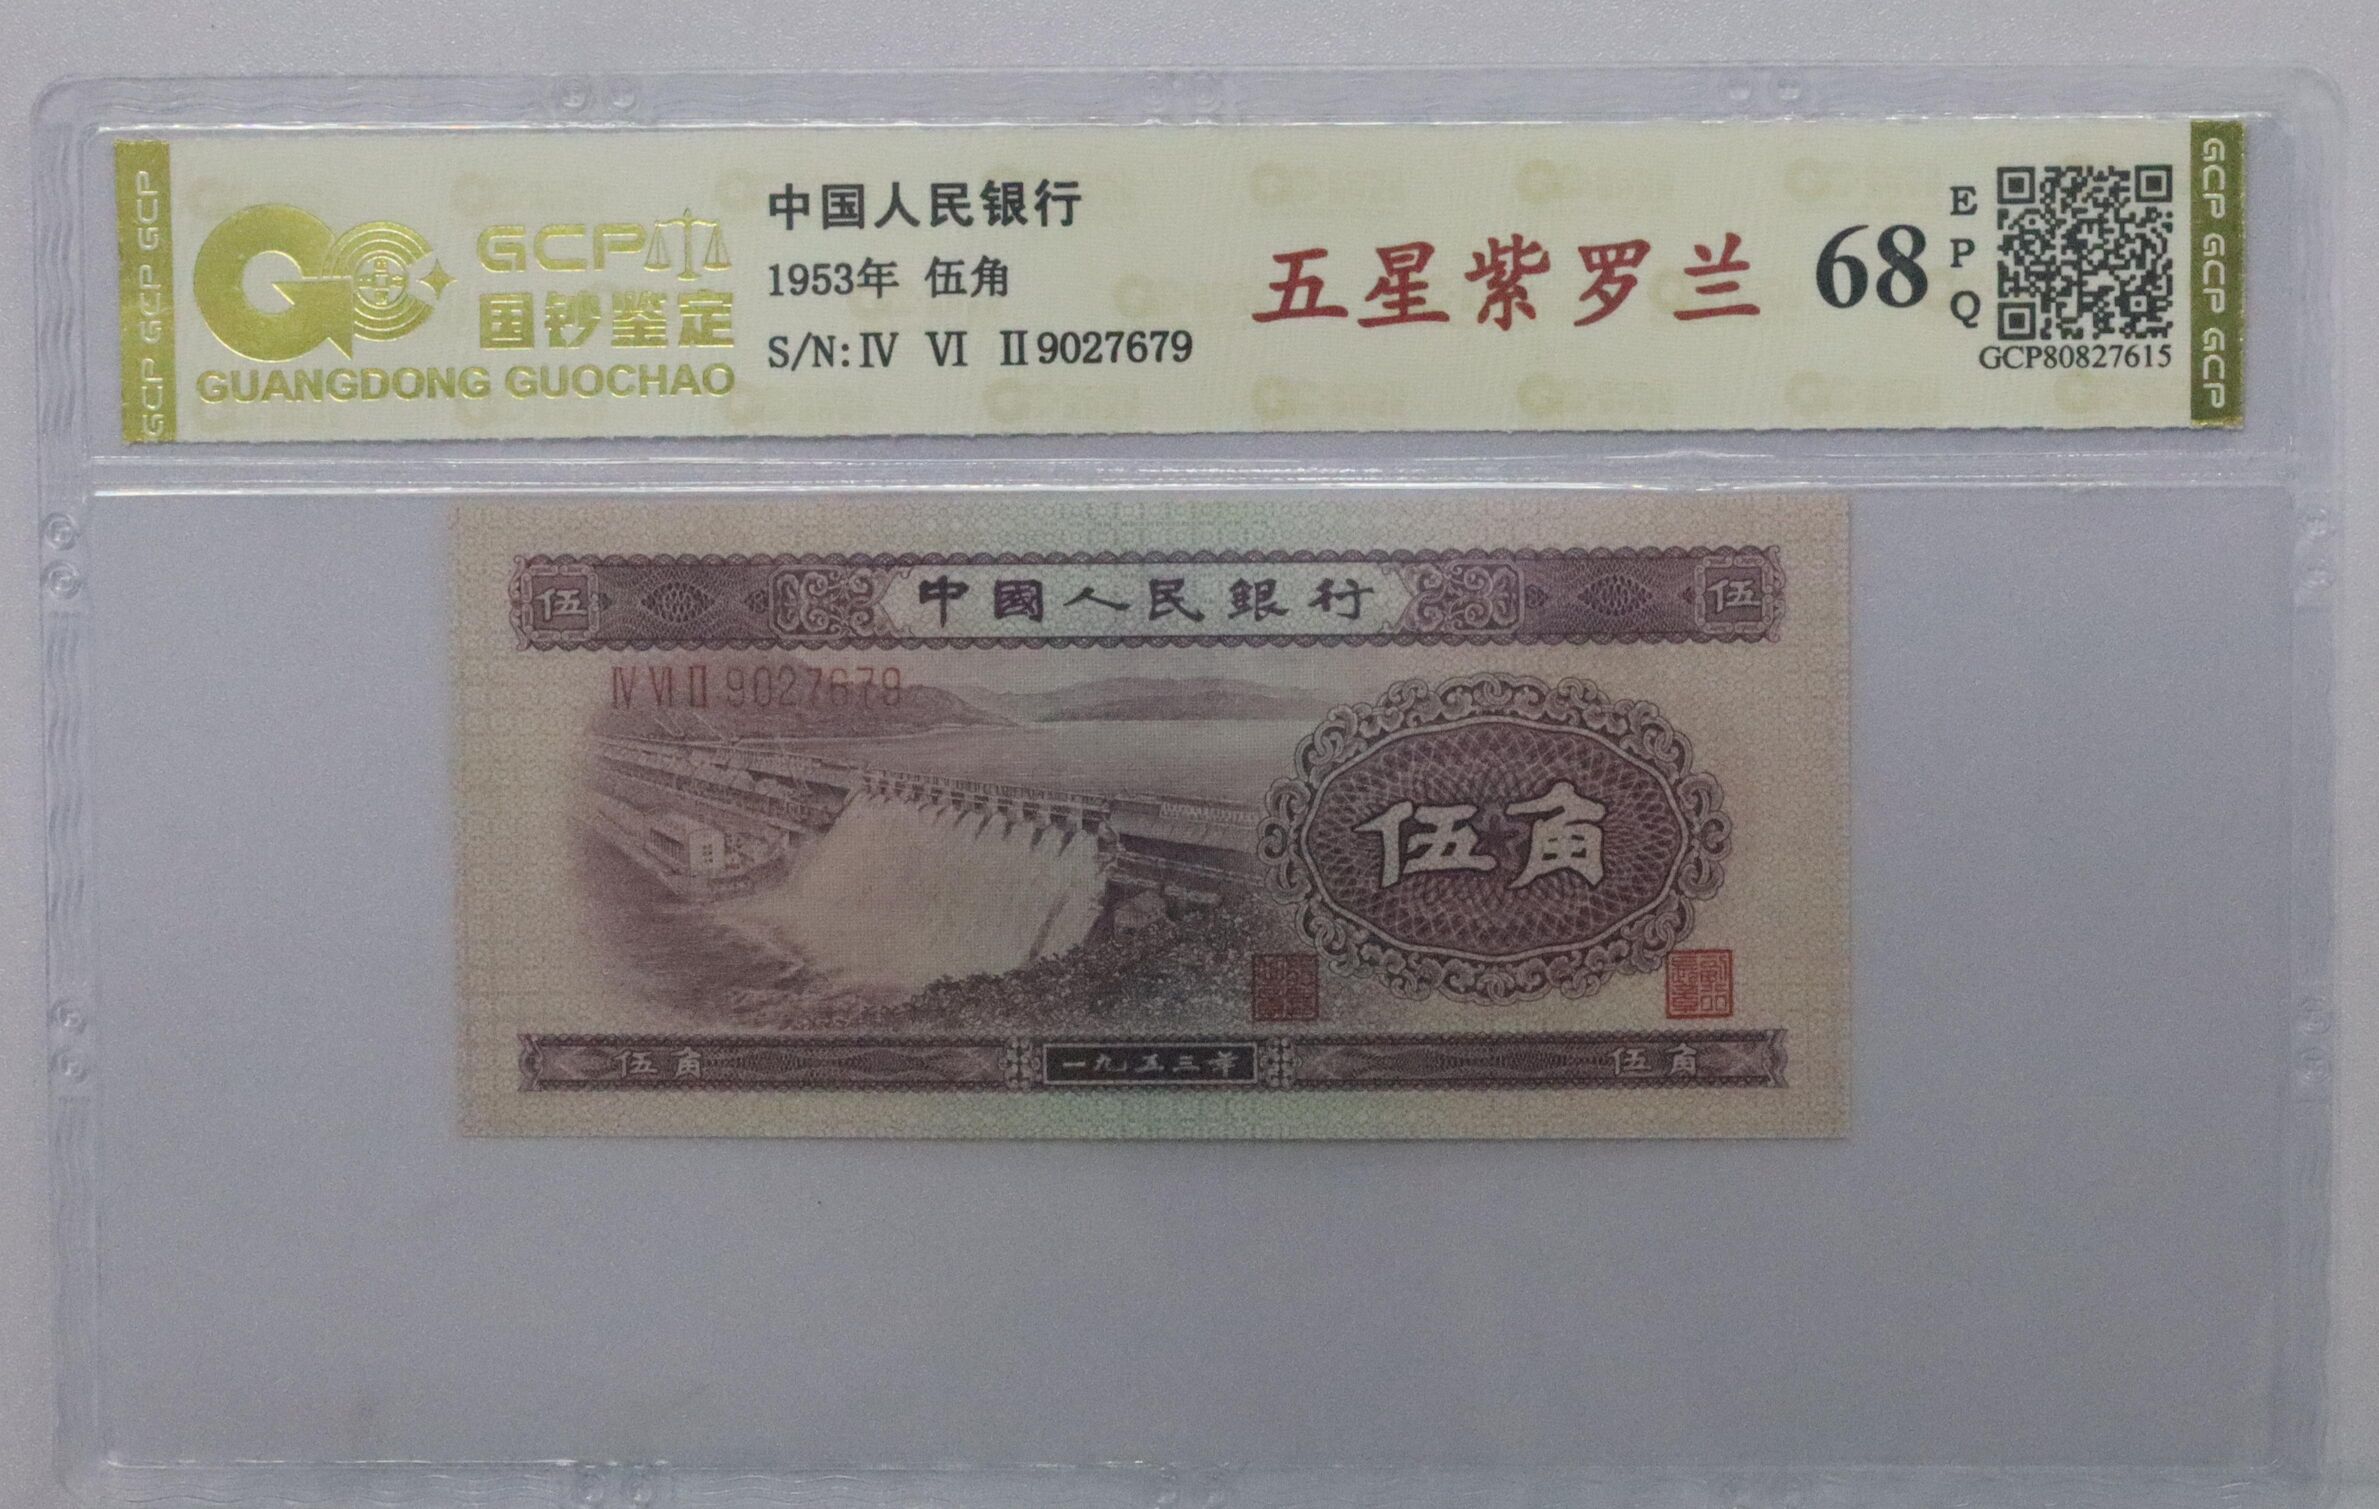 GCP GCP GCP
GCP
国钞鉴定
GUANGDONG GUOCHAO
中国人民银行
1953年 伍角
S/N: Ⅳ Ⅵ Ⅱ 9027679
五星紫罗兰
68
EPQ
GCP80827615
GCP GCP GCP
伍
中國人民銀行
伍
Ⅳ Ⅵ Ⅱ 9027679
伍角
伍角
一九五三年
伍角